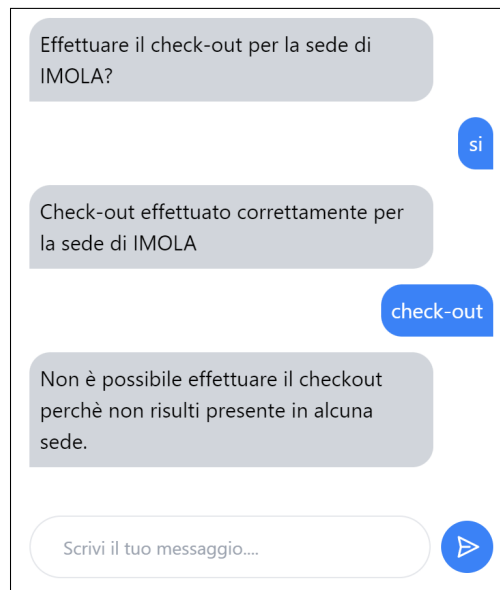 Effettuare il check-out per la sede di
IMOLA?
si
Check-out effettuato correttamente per
la sede di IMOLA
check-out
Non è possibile effettuare il checkout
perchè non risulti presente in alcuna
sede.
Scrivi il tuo messaggio....